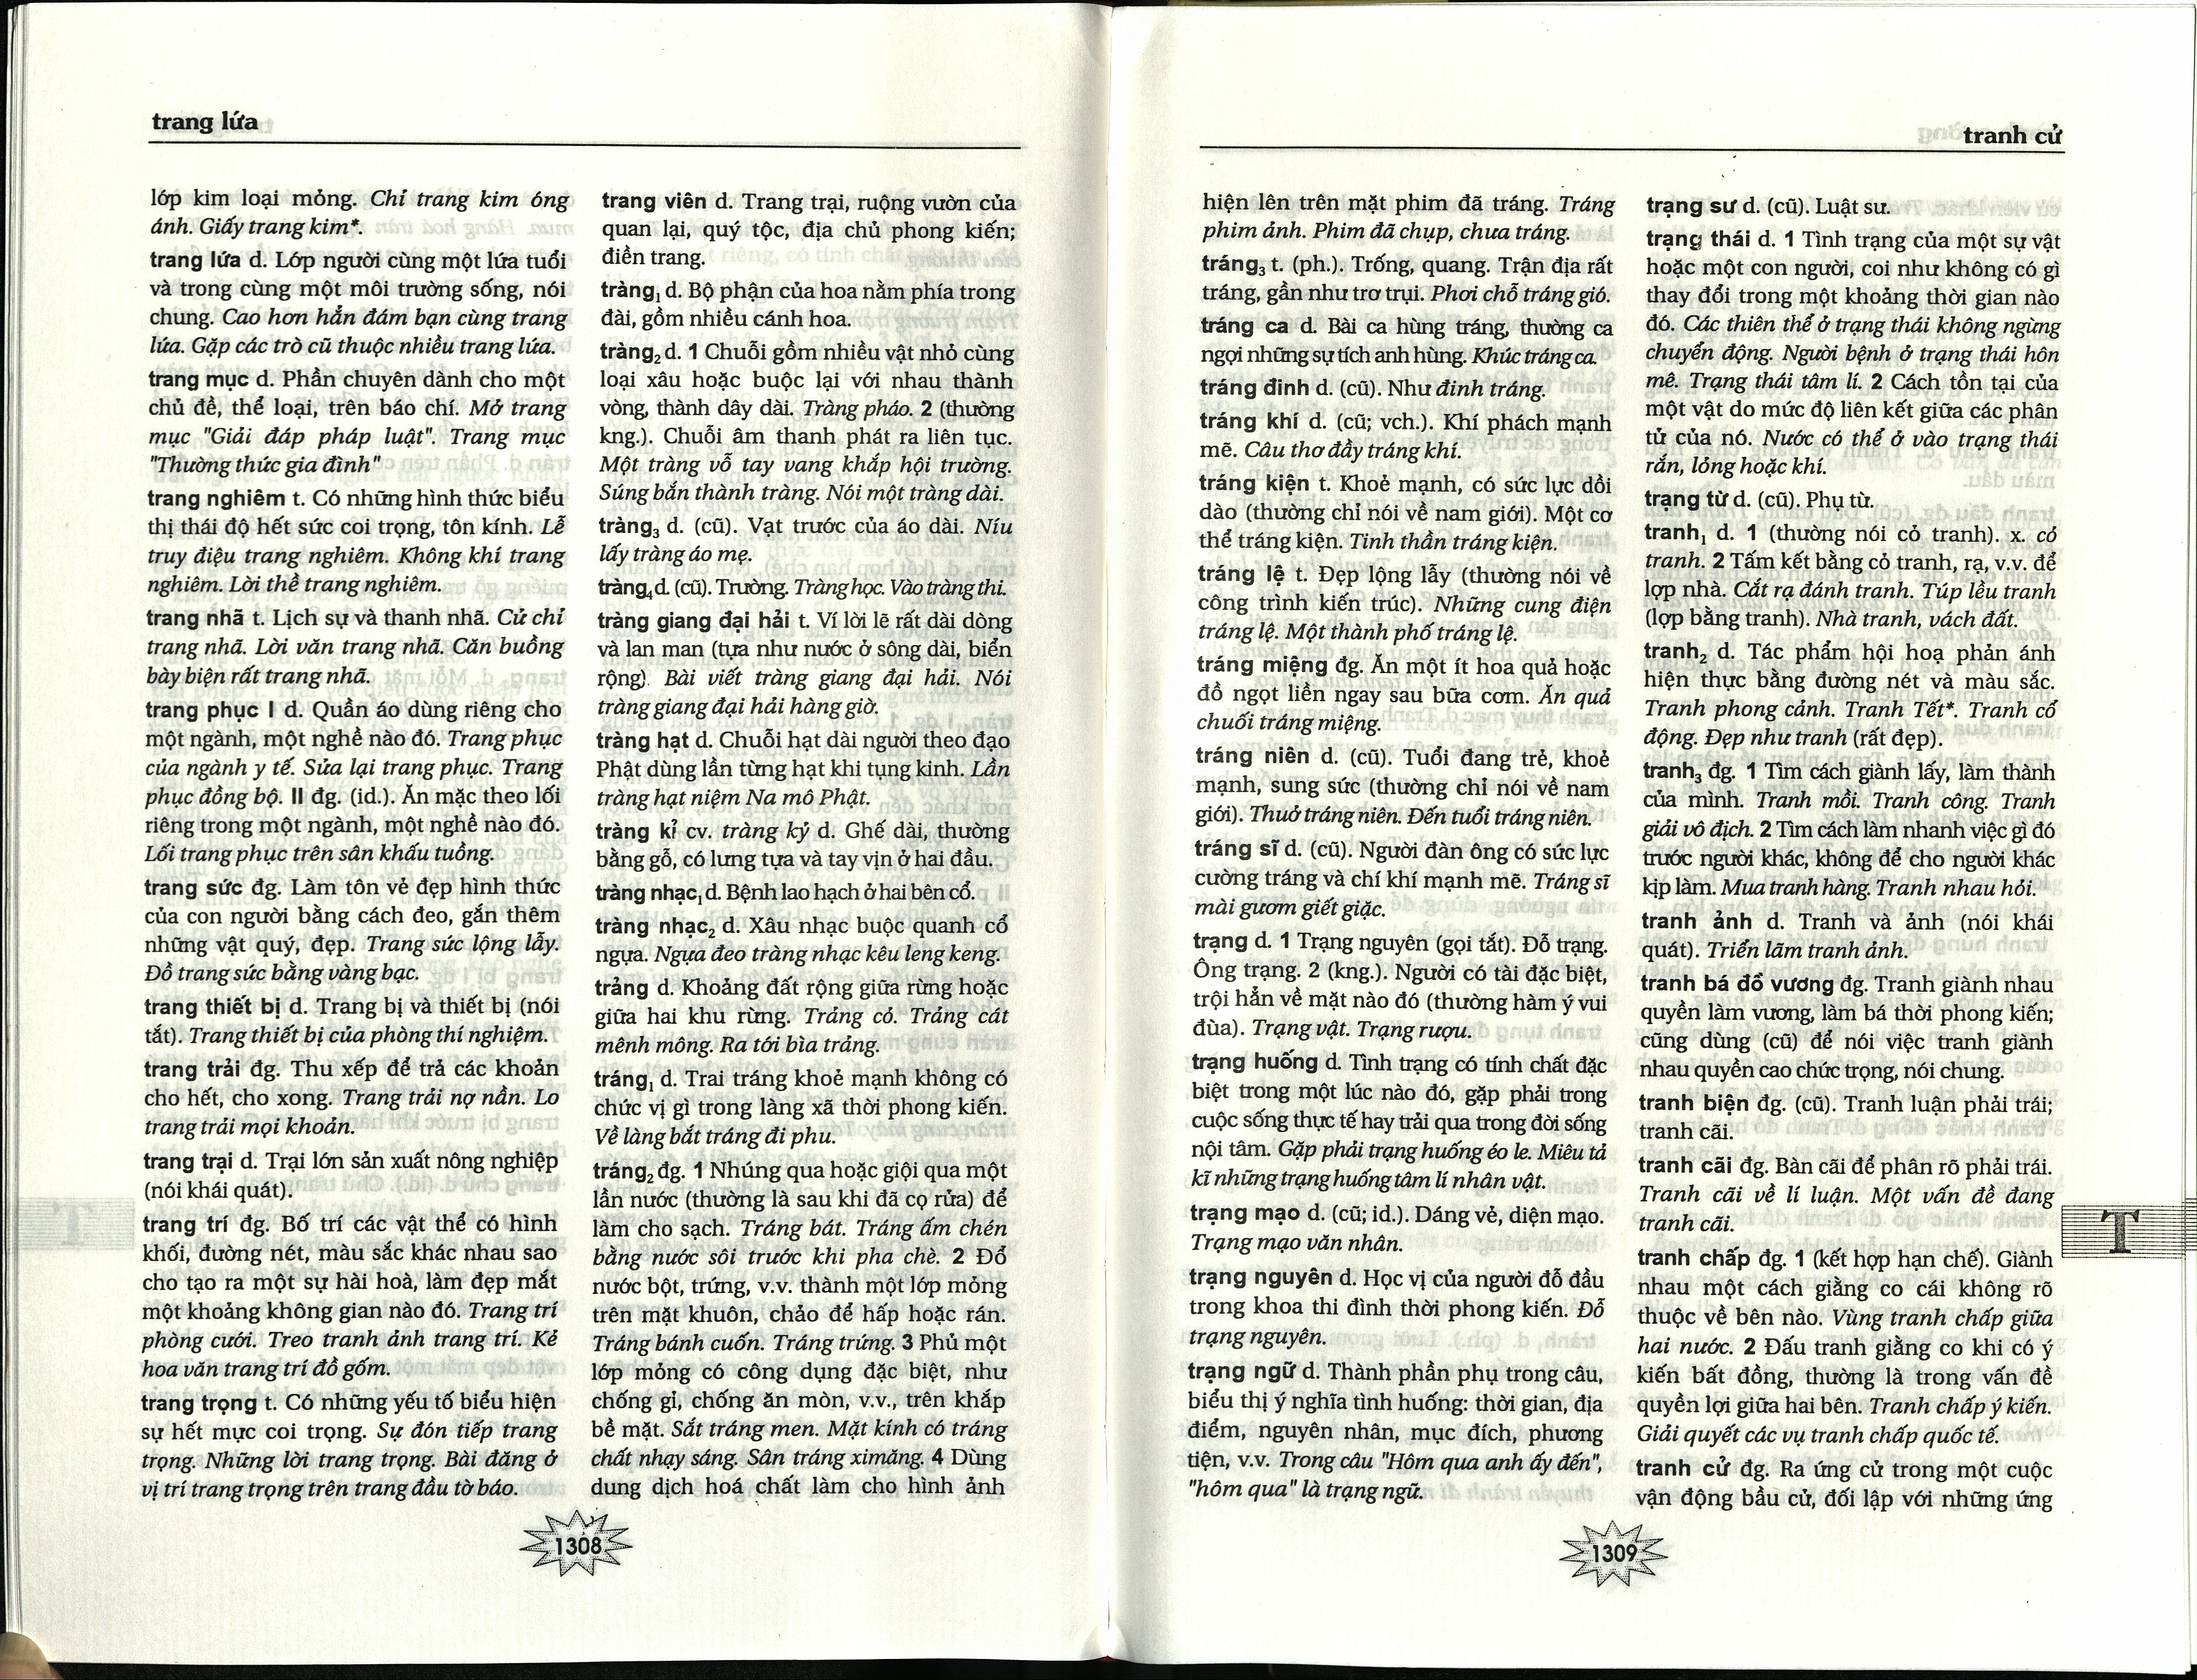 trang lứa
lớp kim loại mỏng. Chỉ trang kim óng
ánh. Giấy trang kim*.
trang lứa d. Lớp người cùng một lứa tuổi
và trong cùng một môi trường sống, nói
chung. Cao hơn hẳn đám bạn cùng trang
lứa. Gặp các trò cũ thuộc nhiều trang lứa.
trang mục d. Phần chuyên dành cho một
chủ đề, thể loại, trên báo chí. Mở trang
mục "Giải đáp pháp luật". Trang mục
"Thường thức gia đình"
trang nghiêm t. Có những hình thức biểu
thị thái độ hết sức coi trọng, tôn kính. Lễ
truy điệu trang nghiêm. Không khí trang
nghiêm. Lời thề trang nghiêm.
trang nhã t. Lịch sự và thanh nhã. Cử chỉ
trang nhã. Lời văn trang nhã. Căn buồng
bày biện rất trang nhã.
trang phục I d. Quần áo dùng riêng cho
một ngành, một nghề nào đó. Trang phục
của ngành y tế. Sửa lại trang phục. Trang
phục đồng bộ. II đg. (id.). Ăn mặc theo lối
riêng trong một ngành, một nghề nào đó.
Lối trang phục trên sân khấu tuồng.
trang sức đg. Làm tôn vẻ đẹp hình thức
của con người bằng cách đeo, gắn thêm
những vật quý, đẹp. Trang sức lộng lẫy.
Đồ trang sức bằng vàng bạc.
trang thiết bị d. Trang bị và thiết bị (nói
tắt). Trang thiết bị của phòng thí nghiệm.
trang trải đg. Thu xếp để trả các khoản
cho hết, cho xong. Trang trải nợ nần. Lo
trang trải mọi khoản.
trang trại d. Trại lớn sản xuất nông nghiệp
(nói khái quát).
trang trí đg. Bố trí các vật thể có hình
khối, đường nét, màu sắc khác nhau sao
cho tạo ra một sự hài hoà, làm đẹp mắt
một khoảng không gian nào đó. Trang trí
phòng cưới. Treo tranh ảnh trang trí. Kẻ
hoa văn trang trí đồ gốm.
trang trọng t. Có những yếu tố biểu hiện
sự hết mực coi trọng. Sự đón tiếp trang
trọng. Những lời trang trọng. Bài đăng ở
vị trí trang trọng trên trang đầu tờ báo.
trang viên d. Trang trại, ruộng vườn của
quan lại, quý tộc, địa chủ phong kiến;
điền trang.
tràng₁ d. Bộ phận của hoa nằm phía trong
đài, gồm nhiều cánh hoa.
tràng₂ d. 1 Chuỗi gồm nhiều vật nhỏ cùng
loại xâu hoặc buộc lại với nhau thành
vòng, thành dây dài. Tràng pháo. 2 (thường
kng.). Chuỗi âm thanh phát ra liên tục.
Một tràng vỗ tay vang khắp hội trường.
Súng bắn thành tràng. Nói một tràng dài.
tràng₃ d. (cũ). Vạt trước của áo dài. Níu
lấy tràng áo mẹ.
tràng₄ d. (cũ). Trường. Tràng học. Vào tràng thi.
tràng giang đại hải t. Ví lời lẽ rất dài dòng
và lan man (tựa như nước ở sông dài, biển
rộng). Bài viết tràng giang đại hải. Nói
tràng giang đại hải hàng giờ.
tràng hạt d. Chuỗi hạt dài người theo đạo
Phật dùng lần từng hạt khi tụng kinh. Lần
tràng hạt niệm Na mô Phật.
tràng kỉ cv. tràng kỷ d. Ghế dài, thường
bằng gỗ, có lưng tựa và tay vịn ở hai đầu.
tràng nhạc₁ d. Bệnh lao hạch ở hai bên cổ.
tràng nhạc₂ d. Xâu nhạc buộc quanh cổ
ngựa. Ngựa đeo tràng nhạc kêu leng keng.
trảng d. Khoảng đất rộng giữa rừng hoặc
giữa hai khu rừng. Trảng cỏ. Trảng cát
mênh mông. Ra tới bìa trảng.
tráng₁ d. Trai tráng khoẻ mạnh không có
chức vị gì trong làng xã thời phong kiến.
Về làng bắt tráng đi phu.
tráng₂ đg. 1 Nhúng qua hoặc giội qua một
lần nước (thường là sau khi đã cọ rửa) để
làm cho sạch. Tráng bát. Tráng ấm chén
bằng nước sôi trước khi pha chè. 2 Đổ
nước bột, trứng, v.v. thành một lớp mỏng
trên mặt khuôn, chảo để hấp hoặc rán.
Tráng bánh cuốn. Tráng trứng. 3 Phủ một
lớp mỏng có công dụng đặc biệt, như
chống gỉ, chống ăn mòn, v.v., trên khắp
bề mặt. Sắt tráng men. Mặt kính có tráng
chất nhạy sáng. Sân tráng ximăng. 4 Dùng
dung dịch hoá chất làm cho hình ảnh
1308
tranh cử
hiện lên trên mặt phim đã tráng. Tráng
phim ảnh. Phim đã chụp, chưa tráng.
tráng₃ t. (ph.). Trống, quang. Trận địa rất
tráng, gần như trơ trụi. Phơi chỗ tráng gió.
tráng ca d. Bài ca hùng tráng, thường ca
ngợi những sự tích anh hùng. Khúc tráng ca.
tráng đinh d. (cũ). Như đinh tráng.
tráng khí d. (cũ; vch.). Khí phách mạnh
mẽ. Câu thơ đầy tráng khí.
tráng kiện t. Khoẻ mạnh, có sức lực dồi
dào (thường chỉ nói về nam giới). Một cơ
thể tráng kiện. Tinh thần tráng kiện.
tráng lệ t. Đẹp lộng lẫy (thường nói về
công trình kiến trúc). Những cung điện
tráng lệ. Một thành phố tráng lệ.
tráng miệng đg. Ăn một ít hoa quả hoặc
đồ ngọt liền ngay sau bữa cơm. Ăn quả
chuối tráng miệng.
tráng niên d. (cũ). Tuổi đang trẻ, khoẻ
mạnh, sung sức (thường chỉ nói về nam
giới). Thuở tráng niên. Đến tuổi tráng niên.
tráng sĩ d. (cũ). Người đàn ông có sức lực
cường tráng và chí khí mạnh mẽ. Tráng sĩ
mài gươm giết giặc.
trạng d. 1 Trạng nguyên (gọi tắt). Đỗ trạng.
Ông trạng. 2 (kng.). Người có tài đặc biệt,
trội hẳn về mặt nào đó (thường hàm ý vui
đùa). Trạng vật. Trạng rượu.
trạng huống d. Tình trạng có tính chất đặc
biệt trong một lúc nào đó, gặp phải trong
cuộc sống thực tế hay trải qua trong đời sống
nội tâm. Gặp phải trạng huống éo le. Miêu tả
kĩ những trạng huống tâm lí nhân vật.
trạng mạo d. (cũ; id.). Dáng vẻ, diện mạo.
Trạng mạo văn nhân.
trạng nguyên d. Học vị của người đỗ đầu
trong khoa thi đình thời phong kiến. Đỗ
trạng nguyên.
trạng ngữ d. Thành phần phụ trong câu,
biểu thị ý nghĩa tình huống: thời gian, địa
điểm, nguyên nhân, mục đích, phương
tiện, v.v. Trong câu "Hôm qua anh ấy đến",
"hôm qua" là trạng ngữ.
trạng sư d. (cũ). Luật sư.
trạng thái d. 1 Tình trạng của một sự vật
hoặc một con người, coi như không có gì
thay đổi trong một khoảng thời gian nào
đó. Các thiên thể ở trạng thái không ngừng
chuyển động. Người bệnh ở trạng thái hôn
mê. Trạng thái tâm lí. 2 Cách tồn tại của
một vật do mức độ liên kết giữa các phân
tử của nó. Nước có thể ở vào trạng thái
rắn, lỏng hoặc khí.
trạng từ d. (cũ). Phụ từ.
tranh₁ d. 1 (thường nói cỏ tranh). x. cỏ
tranh. 2 Tấm kết bằng cỏ tranh, rạ, v.v. để
lợp nhà. Cắt rạ đánh tranh. Túp lều tranh
(lợp bằng tranh). Nhà tranh, vách đất.
tranh₂ d. Tác phẩm hội hoạ phản ánh
hiện thực bằng đường nét và màu sắc.
Tranh phong cảnh. Tranh Tết*. Tranh cổ
động. Đẹp như tranh (rất đẹp).
tranh₃ đg. 1 Tìm cách giành lấy, làm thành
của mình. Tranh mồi. Tranh công. Tranh
giải vô địch. 2 Tìm cách làm nhanh việc gì đó
trước người khác, không để cho người khác
kịp làm. Mua tranh hàng. Tranh nhau hỏi.
tranh ảnh d. Tranh và ảnh (nói khái
quát). Triển lãm tranh ảnh.
tranh bá đồ vương đg. Tranh giành nhau
quyền làm vương, làm bá thời phong kiến;
cũng dùng (cũ) để nói việc tranh giành
nhau quyền cao chức trọng, nói chung.
tranh biện đg. (cũ). Tranh luận phải trái;
tranh cãi.
tranh cãi đg. Bàn cãi để phân rõ phải trái.
Tranh cãi về lí luận. Một vấn đề đang
tranh cãi.
tranh chấp đg. 1 (kết hợp hạn chế). Giành
nhau một cách giằng co cái không rõ
thuộc về bên nào. Vùng tranh chấp giữa
hai nước. 2 Đấu tranh giằng co khi có ý
kiến bất đồng, thường là trong vấn đề
quyền lợi giữa hai bên. Tranh chấp ý kiến.
Giải quyết các vụ tranh chấp quốc tế.
tranh cử đg. Ra ứng cử trong một cuộc
vận động bầu cử, đối lập với những ứng
T
1309